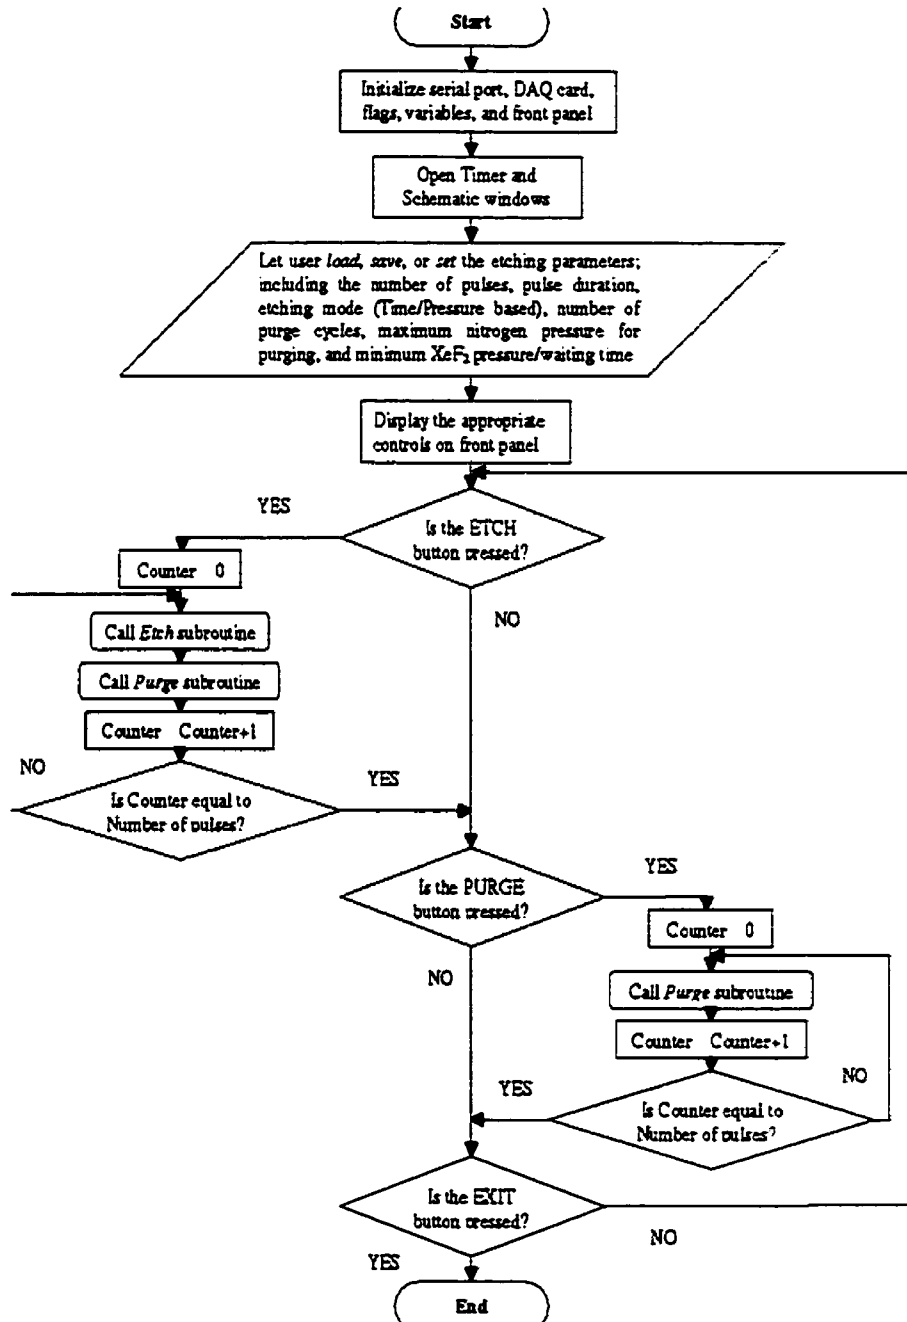 Start
Initialize serial port, DAQ card,
flags, variables, and front panel
Open Timer and
Schematic windows
Let user load, save, or set the etching parameters;
including the number of pulses, pulse duration,
etching mode (Time/Pressure based), number of
purge cycles, maximum nitrogen pressure for
purging, and minimum XeF₂ pressure/waiting time
Display the appropriate
controls on front panel
YES
Is the ETCH
button pressed?
Counter 0
NO
Call Etch subroutine
Call Purge subroutine
Counter Counter+1
NO
YES
Is Counter equal to
Number of pulses?
Is the PURGE
button pressed?
YES
Counter 0
NO
Call Purge subroutine
Counter Counter+1
YES
NO
Is Counter equal to
Number of pulses?
Is the EXIT
button pressed?
NO
YES
End